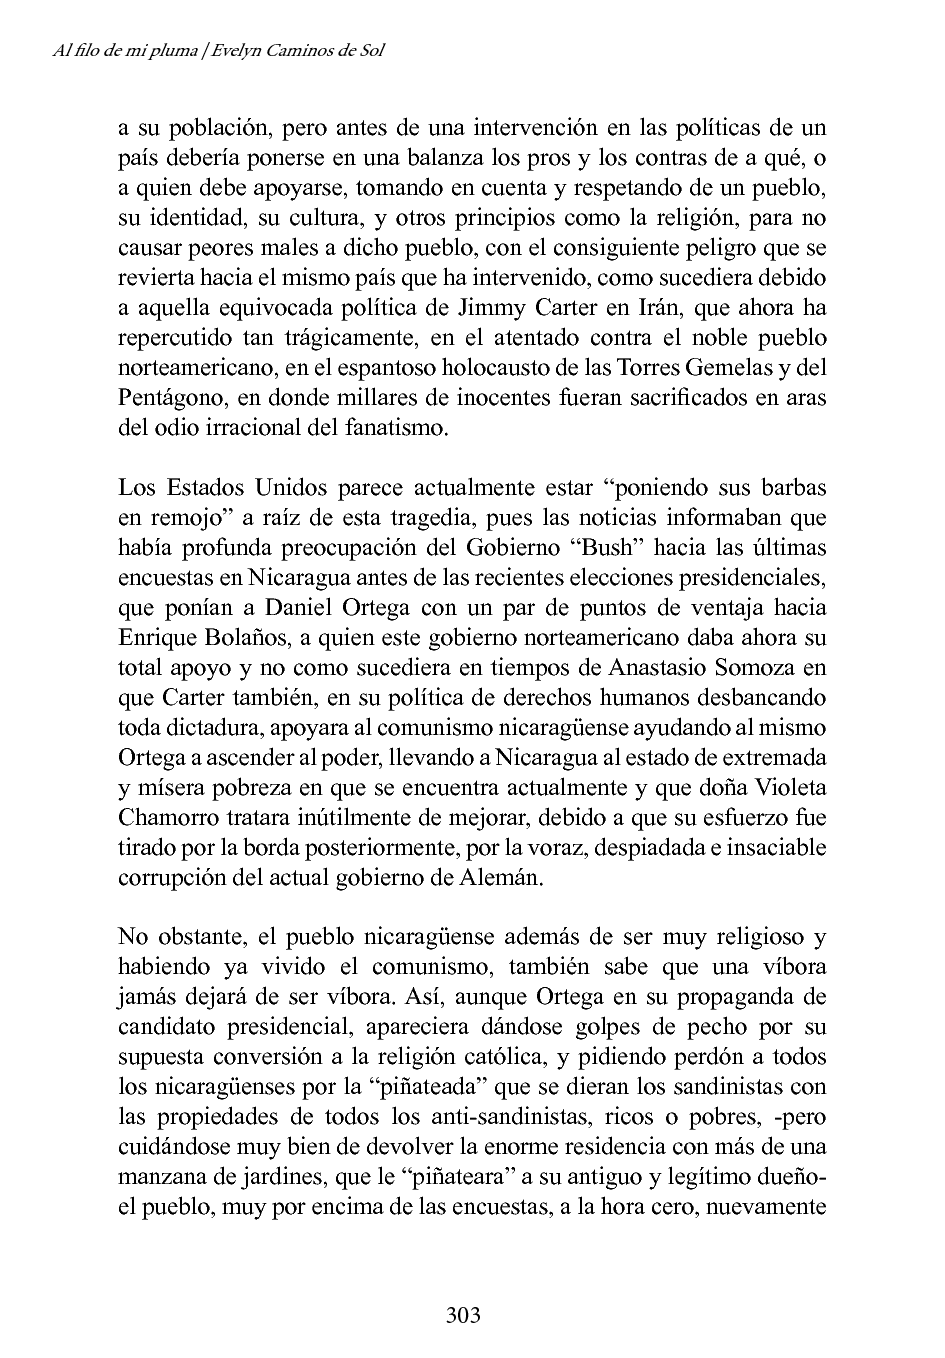 Al filo de mi pluma / Evelyn Caminos de Sol
a su población, pero antes de una intervención en las políticas de un
país debería ponerse en una balanza los pros y los contras de a qué, o
a quien debe apoyarse, tomando en cuenta y respetando de un pueblo,
su identidad, su cultura, y otros principios como la religión, para no
causar peores males a dicho pueblo, con el consiguiente peligro que se
revierta hacia el mismo país que ha intervenido, como sucediera debido
a aquella equivocada política de Jimmy Carter en Irán, que ahora ha
repercutido tan trágicamente, en el atentado contra el noble pueblo
norteamericano, en el espantoso holocausto de las Torres Gemelas y del
Pentágono, en donde millares de inocentes fueran sacrificados en aras
del odio irracional del fanatismo.
Los Estados Unidos parece actualmente estar “poniendo sus barbas
en remojo” a raíz de esta tragedia, pues las noticias informaban que
había profunda preocupación del Gobierno “Bush” hacia las últimas
encuestas en Nicaragua antes de las recientes elecciones presidenciales,
que ponían a Daniel Ortega con un par de puntos de ventaja hacia
Enrique Bolaños, a quien este gobierno norteamericano daba ahora su
total apoyo y no como sucediera en tiempos de Anastasio Somoza en
que Carter también, en su política de derechos humanos desbancando
toda dictadura, apoyara al comunismo nicaragüense ayudando al mismo
Ortega a ascender al poder, llevando a Nicaragua al estado de extremada
y mísera pobreza en que se encuentra actualmente y que doña Violeta
Chamorro tratara inútilmente de mejorar, debido a que su esfuerzo fue
tirado por la borda posteriormente, por la voraz, despiadada e insaciable
corrupción del actual gobierno de Alemán.
No obstante, el pueblo nicaragüense además de ser muy religioso y
habiendo ya vivido el comunismo, también sabe que una víbora
jamás dejará de ser víbora. Así, aunque Ortega en su propaganda de
candidato presidencial, apareciera dándose golpes de pecho por su
supuesta conversión a la religión católica, y pidiendo perdón a todos
los nicaragüenses por la “piñateada” que se dieran los sandinistas con
las propiedades de todos los anti-sandinistas, ricos o pobres, -pero
cuidándose muy bien de devolver la enorme residencia con más de una
manzana de jardines, que le “piñateara” a su antiguo y legítimo dueño-
el pueblo, muy por encima de las encuestas, a la hora cero, nuevamente
303